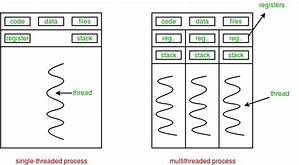 code data files
register stack
thread
single-threaded process
code data files
reg.. reg.. reg..
stack stack stack
registers
thread
multithreaded process